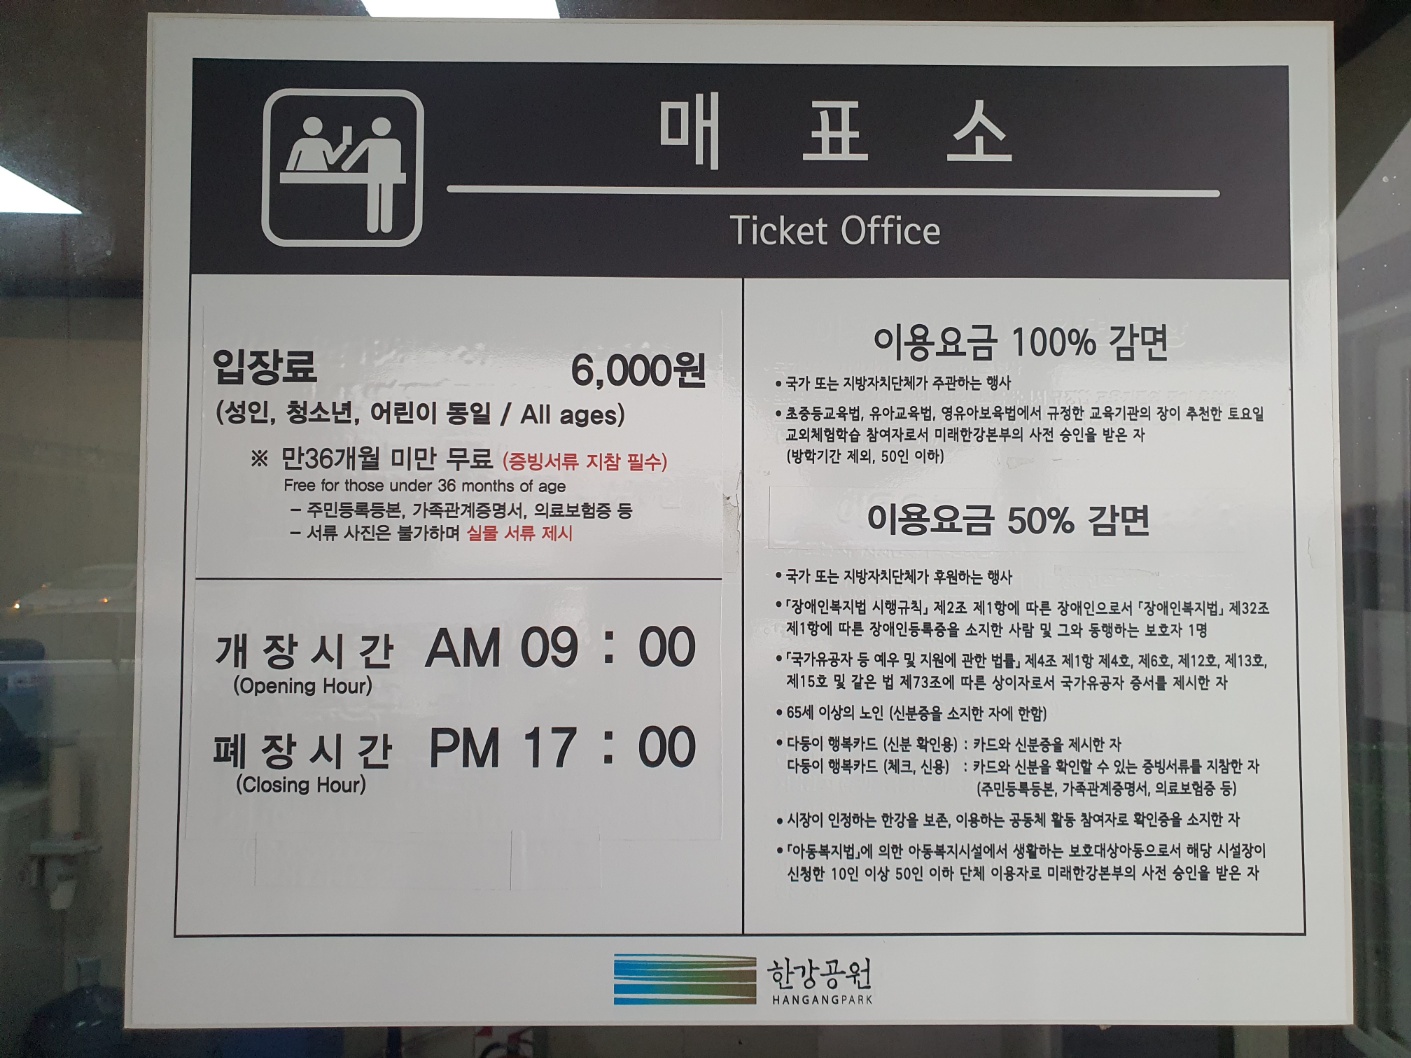 매 표 소
Ticket Office
입장료 6,000원
(성인, 청소년, 어린이 동일 / All ages)
※ 만36개월 미만 무료 (증빙서류 지참 필수)
Free for those under 36 months of age
- 주민등록등본, 가족관계증명서, 의료보험증 등
- 서류 사진은 불가하며 실물 서류 제시
개 장 시 간 AM 09 : 00
(Opening Hour)
폐 장 시 간 PM 17 : 00
(Closing Hour)
이용요금 100% 감면
• 국가 또는 지방자치단체가 주관하는 행사
• 초중등교육법, 유아교육법, 영유아보육법에서 규정한 교육기관의 장이 추천한 토요일
교외체험학습 참여자로서 미래한강본부의 사전 승인을 받은 자
(방학기간 제외, 50인 이하)
이용요금 50% 감면
• 국가 또는 지방자치단체가 후원하는 행사
• 「장애인복지법 시행규칙」 제2조 제1항에 따른 장애인으로서 「장애인복지법」 제32조
제1항에 따른 장애인등록증을 소지한 사람 및 그와 동행하는 보호자 1명
• 「국가유공자 등 예우 및 지원에 관한 법률」 제4조 제1항 제4호, 제6호, 제12호, 제13호,
제15호 및 같은 법 제73조에 따른 상이자로서 국가유공자 증서를 제시한 자
• 65세 이상의 노인 (신분증을 소지한 자에 한함)
• 다둥이 행복카드 (신분 확인용) : 카드와 신분증을 제시한 자
다둥이 행복카드 (체크, 신용) : 카드와 신분을 확인할 수 있는 증빙서류를 지참한 자
(주민등록등본, 가족관계증명서, 의료보험증 등)
• 시장이 인정하는 한강을 보존, 이용하는 공동체 활동 참여자로 확인증을 소지한 자
• 「아동복지법」에 의한 아동복지시설에서 생활하는 보호대상아동으로서 해당 시설장이
신청한 10인 이상 50인 이하 단체 이용자로 미래한강본부의 사전 승인을 받은 자
한강공원
HANGANGPARK